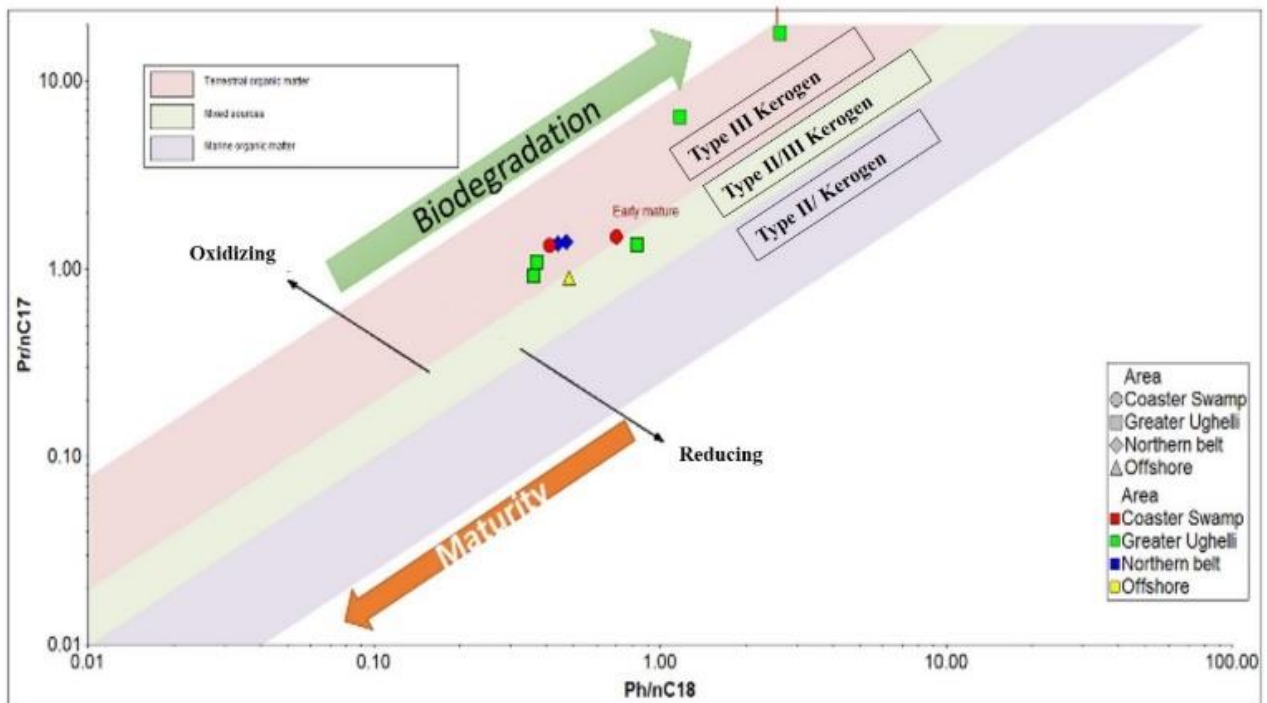 Terrestrial organic matter
Mixed sources
Marine organic matter
Biodegradation
Type III Kerogen
Type II/III Kerogen
Type II/ Kerogen
Early mature
Oxidizing
Reducing
Maturity
Pr/nC17
10.00
1.00
0.10
0.01
0.01
0.10
1.00
10.00
100.00
Ph/nC18
Area
Coaster Swamp
Greater Ughelli
Northern belt
Offshore
Area
Coaster Swamp
Greater Ughelli
Northern belt
Offshore